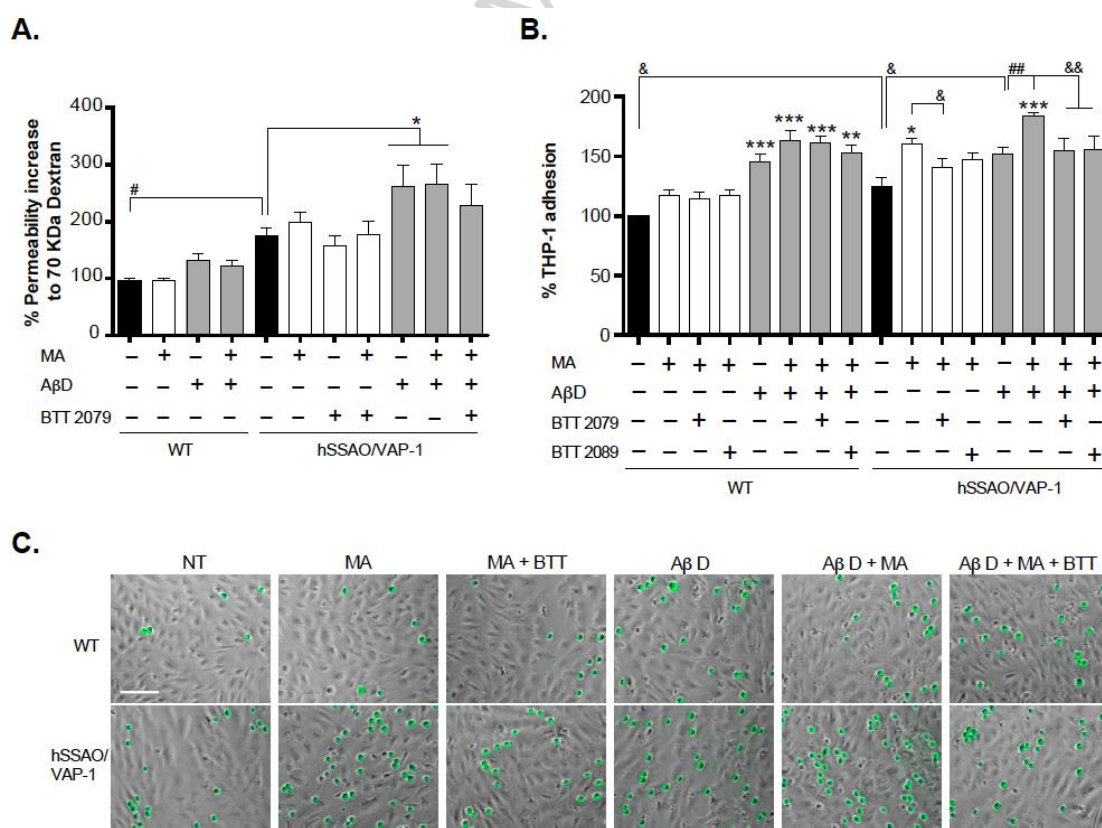 A.
% Permeability increase
to 70 KDa Dextran
400
300
200
100
0
#
*
MA – + – + – + – + – + +
AβD – – + + – – – – + + +
BTT 2079 – – – – – – + + – – +
WT hSSAO/VAP-1
B.
% THP-1 adhesion
200
150
100
50
0
& & ## &&
&
*** *** *** ** * ***
MA – + + + – + + + – + + + – + + +
AβD – – – – + + + + – – – – + + + +
BTT 2079 – – + – – – + – – – + – – – + –
BTT 2089 – – – + – – – + – – – + – – – +
WT hSSAO/VAP-1
C.
NT MA MA + BTT Aβ D Aβ D + MA Aβ D + MA + BTT
WT
hSSAO/
VAP-1